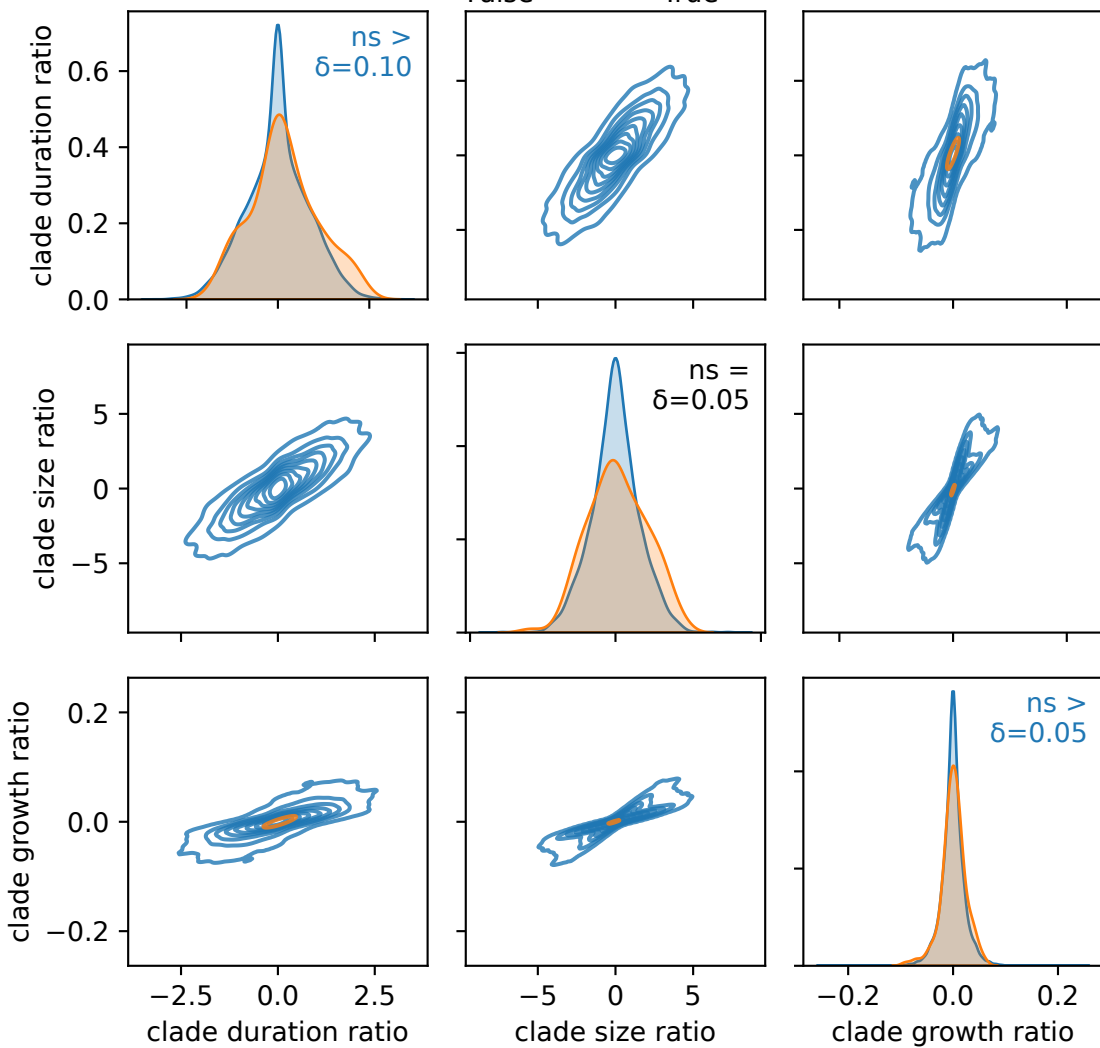 ns >
δ=0.10
clade duration ratio
0.6
0.4
0.2
0.0
ns =
δ=0.05
clade size ratio
5
0
−5
ns >
δ=0.05
clade growth ratio
0.2
0.0
−0.2
−2.5 0.0 2.5
−5 0 5
−0.2 0.0 0.2
clade duration ratio
clade size ratio
clade growth ratio